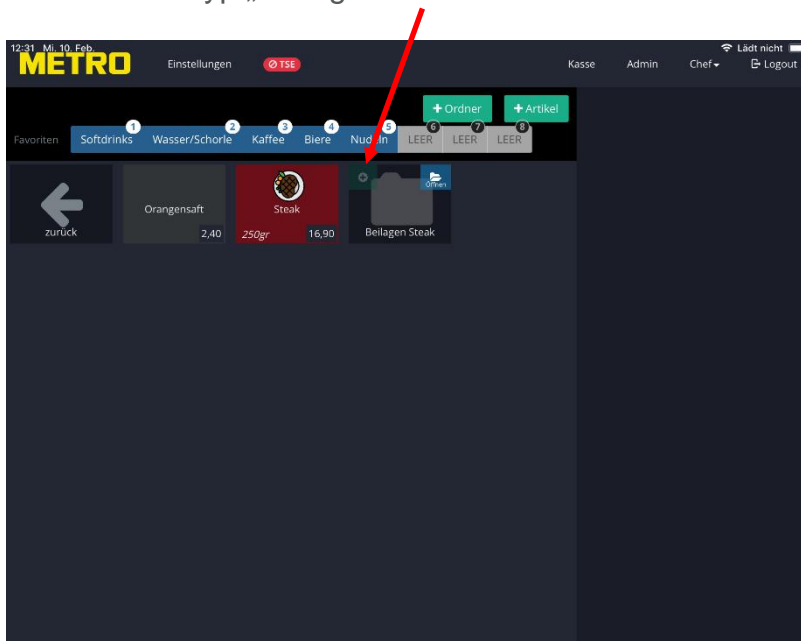 12:31 Mi. 10. Feb. Lädt nicht
METRO Einstellungen TSE Kasse Admin Chef Logout
+ Ordner + Artikel
1 2 3 4 5 6 7 8
Favoriten Softdrinks Wasser/Schorle Kaffee Biere Nudeln LEER LEER LEER
Öffnen
Orangensaft Steak
zurück 2,40 250gr 16,90 Beilagen Steak